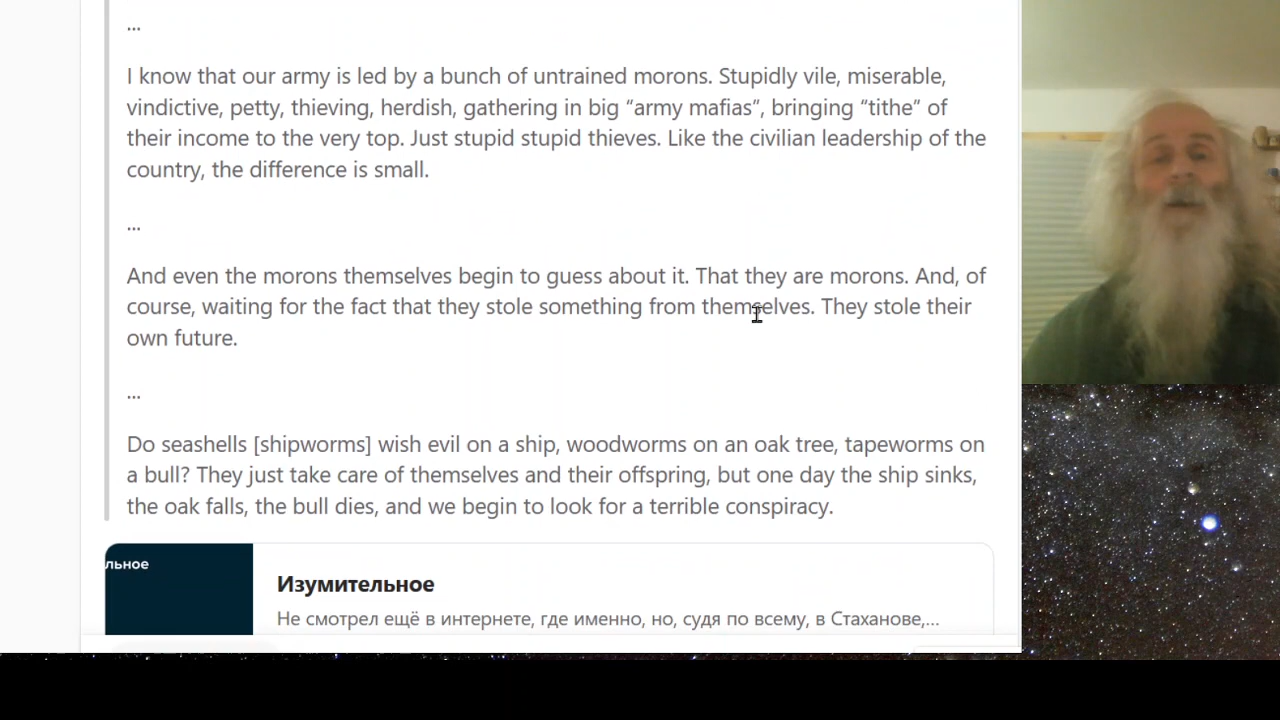 ...
I know that our army is led by a bunch of untrained morons. Stupidly vile, miserable,
vindictive, petty, thieving, herdish, gathering in big “army mafias”, bringing “tithe” of
their income to the very top. Just stupid stupid thieves. Like the civilian leadership of the
country, the difference is small.
...
And even the morons themselves begin to guess about it. That they are morons. And, of
course, waiting for the fact that they stole something from themselves. They stole their
own future.
...
Do seashells [shipworms] wish evil on a ship, woodworms on an oak tree, tapeworms on
a bull? They just take care of themselves and their offspring, but one day the ship sinks,
the oak falls, the bull dies, and we begin to look for a terrible conspiracy.
льное
Изумительное
Не смотрел ещё в интернете, где именно, но, судя по всему, в Стаханове,...